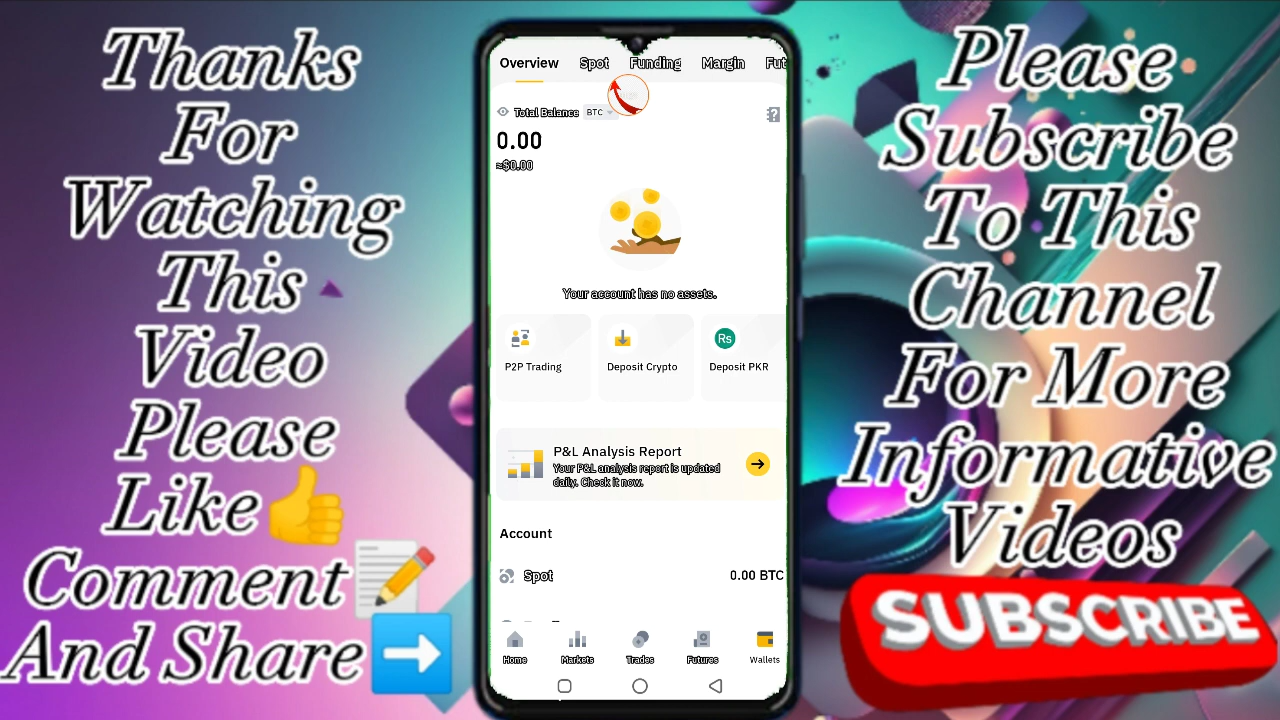 Thanks
For
Watching
This
Video
Please
Like
Comment
And Share
Overview Spot Funding Margin Fut
Total Balance BTC
0.00
≈$0.00
Your account has no assets.
Rs
P2P Trading Deposit Crypto Deposit PKR
P&L Analysis Report
Your P&L analysis report is updated
daily. Check it now.
Account
Spot 0.00 BTC
Home Markets Trades Futures Wallets
Please
Subscribe
To This
Channel
For More
Informative
Videos
SUBSCRIBE